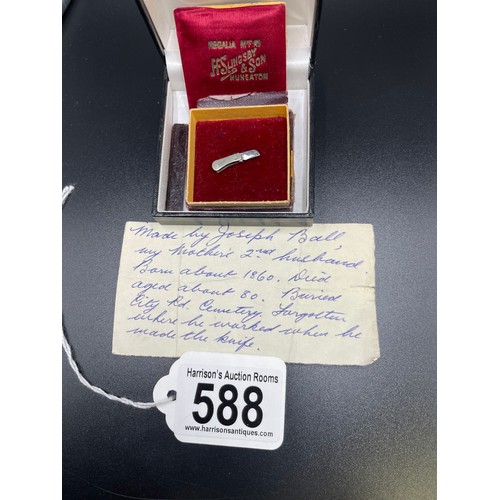 REGALIA MFRS
SLINGSBY
& SON
NUNEATON
Made by Joseph Ball,
my Mother's 2nd husband
Born about 1860. Died
aged about 80. Buried
City Rd. Cemetery. Forgotten
where he worked when he
made the knife.
Harrison's Auction Rooms
588
www.harrisonsantiques.com